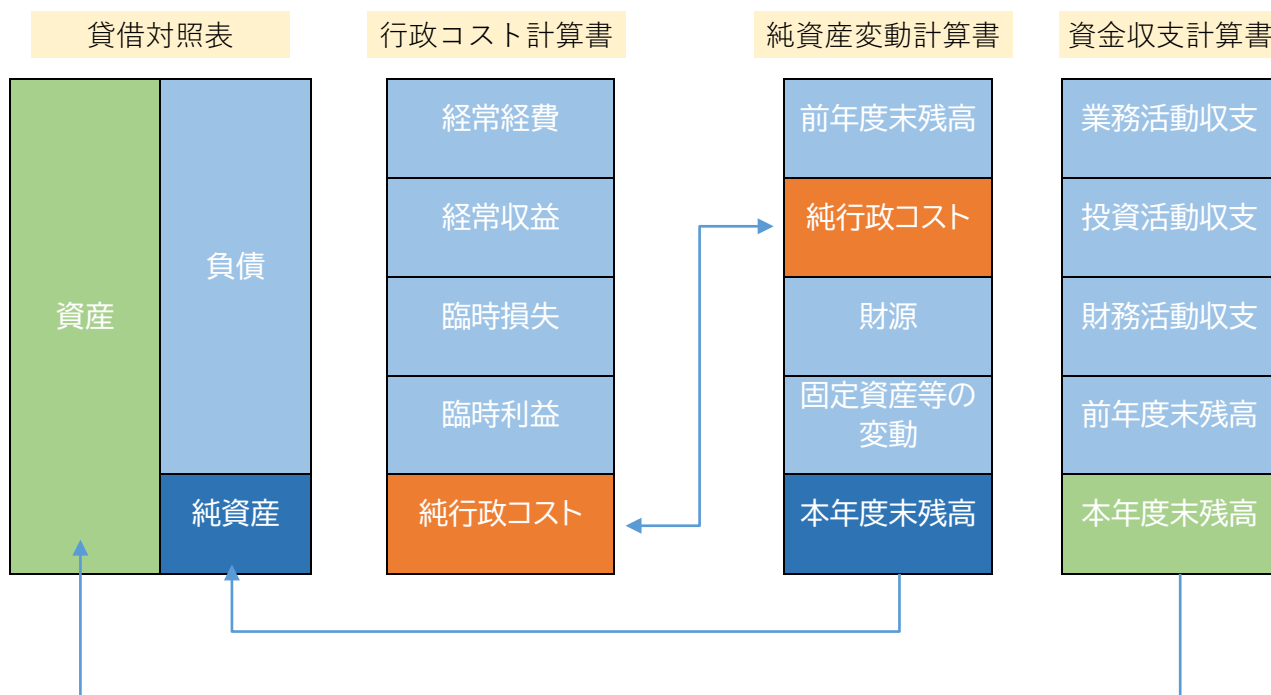 貸借対照表
行政コスト計算書
純資産変動計算書
資金収支計算書
資産
負債
純資産
経常経費
経常収益
臨時損失
臨時利益
純行政コスト
前年度末残高
純行政コスト
財源
固定資産等の
変動
本年度末残高
業務活動収支
投資活動収支
財務活動収支
前年度末残高
本年度末残高